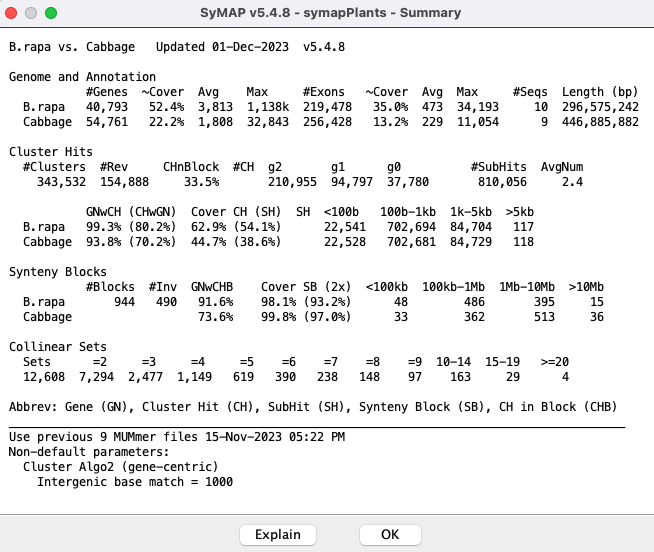 SyMAP v5.4.8 - symapPlants - Summary
B.rapa vs. Cabbage   Updated 01-Dec-2023  v5.4.8
Genome and Annotation
#Genes  ~Cover  Avg    Max     #Exons  ~Cover  Avg  Max     #Seqs  Length (bp)
B.rapa  40,793  52.4%  3,813  1,138k  219,478  35.0%  473  34,193  10  296,575,242
Cabbage  54,761  22.2%  1,808  32,843  256,428  13.2%  229  11,054  9  446,885,882
Cluster Hits
#Clusters  #Rev     CHnBlock  #CH  g2       g1      g0          #SubHits  AvgNum
343,532  154,888     33.5%       210,955  94,797  37,780      810,056     2.4
GNwCH (CHwGN)  Cover CH (SH)  SH  <100b   100b-1kb  1k-5kb  >5kb
B.rapa   99.3% (80.2%)  62.9% (54.1%)      22,541  702,694  84,704  117
Cabbage  93.8% (70.2%)  44.7% (38.6%)      22,528  702,681  84,729  118
Synteny Blocks
#Blocks  #Inv  GNwCHB    Cover SB (2x)  <100kb  100kb-1Mb  1Mb-10Mb  >10Mb
B.rapa   944   490   91.6%    98.1% (93.2%)      48        486       395     15
Cabbage              73.6%    99.8% (97.0%)      33        362       513     36
Collinear Sets
Sets     =2     =3     =4     =5   =6   =7   =8   =9  10-14  15-19  >=20
12,608  7,294  2,477  1,149  619  390  238  148  97    163     29     4
Abbrev: Gene (GN), Cluster Hit (CH), SubHit (SH), Synteny Block (SB), CH in Block (CHB)
Use previous 9 MUMmer files 15-Nov-2023 05:22 PM
Non-default parameters:
Cluster Algo2 (gene-centric)
Intergenic base match = 1000
Explain    OK